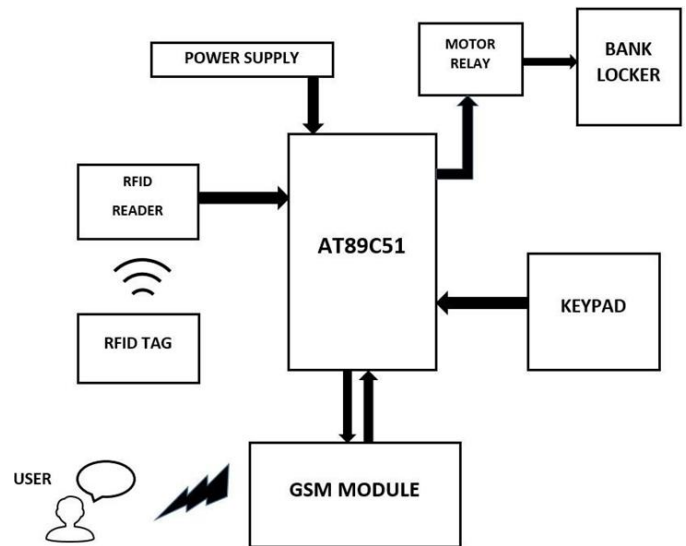 POWER SUPPLY
MOTOR
RELAY
BANK
LOCKER
RFID
READER
AT89C51
KEYPAD
RFID TAG
USER
GSM MODULE